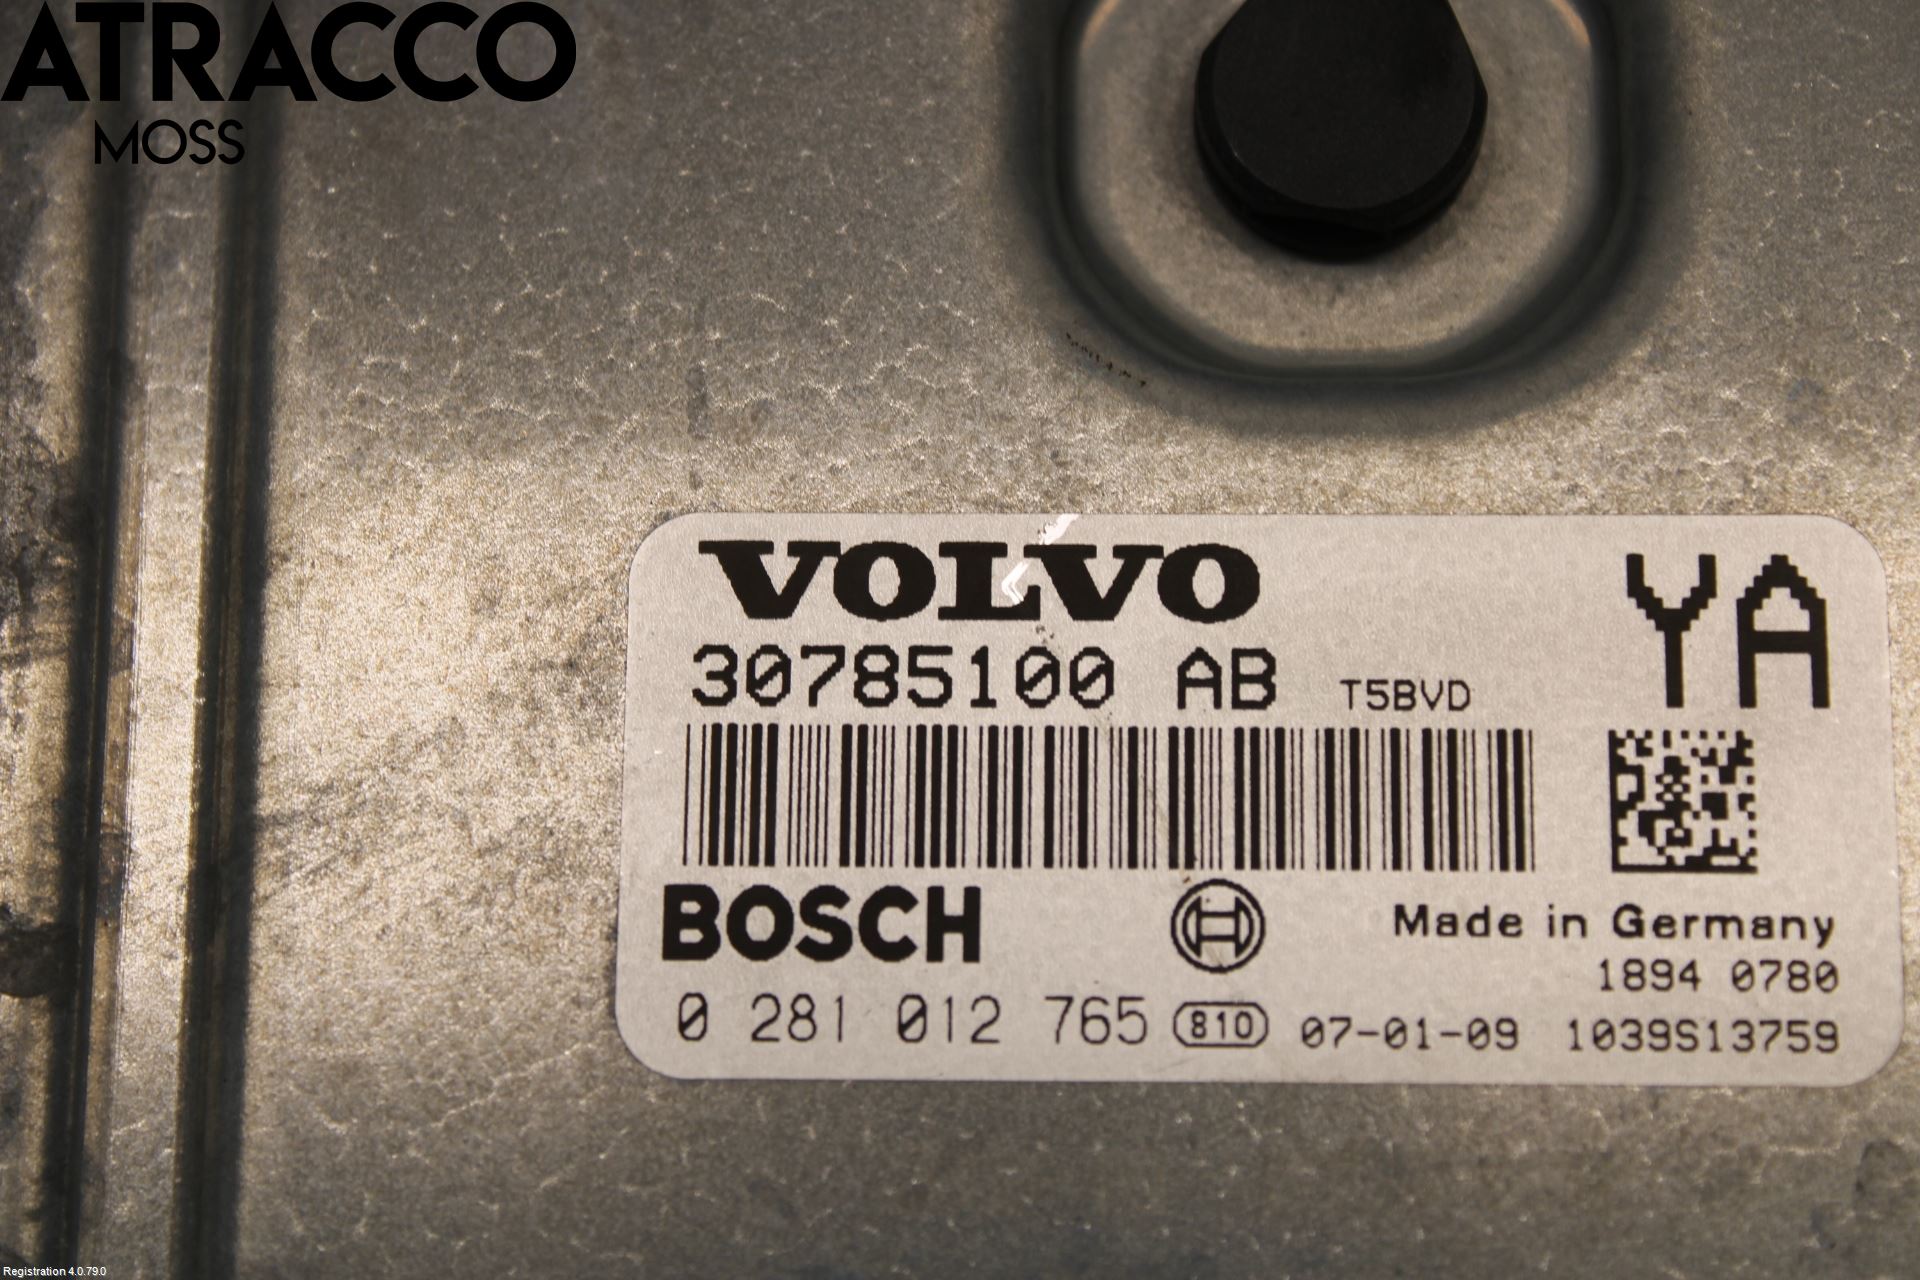 ATRACCO
MOSS
VOLVO
YA
30785100 AB T5BVD
BOSCH
Made in Germany
1894 0780
0 281 012 765 810 07-01-09 1039S13759
Registration 4.0.79.0